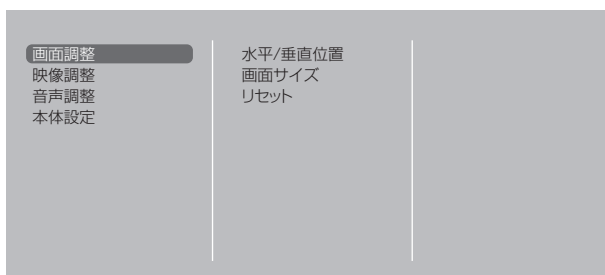 画面調整
映像調整
音声調整
本体設定
水平/垂直位置
画面サイズ
リセット